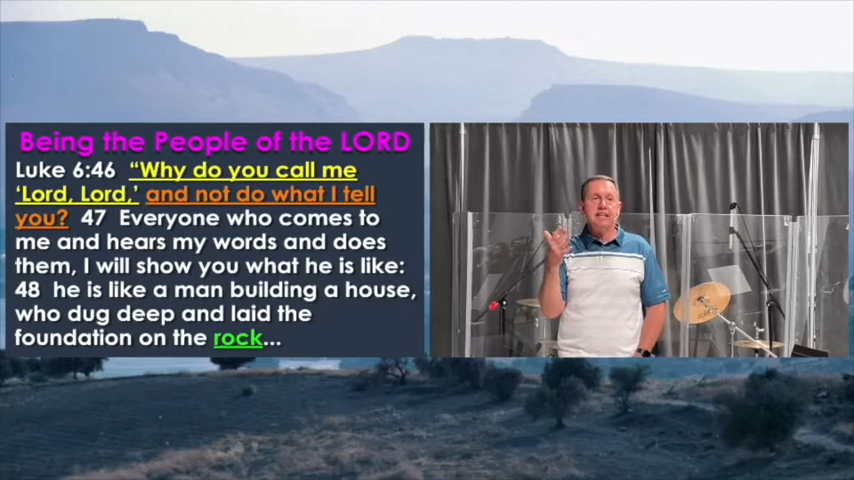 Being the People of the LORD
Luke 6:46 “Why do you call me
‘Lord, Lord,’ and not do what I tell
you? 47 Everyone who comes to
me and hears my words and does
them, I will show you what he is like:
48 he is like a man building a house,
who dug deep and laid the
foundation on the rock...